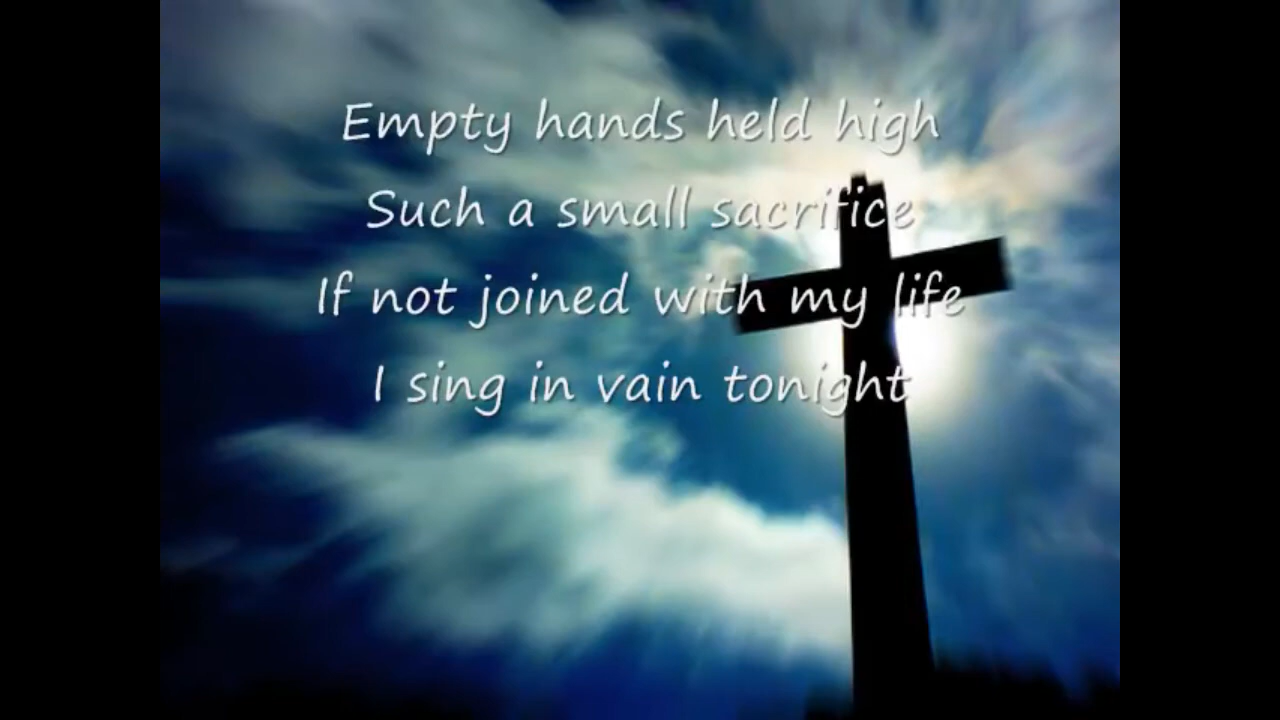 Empty hands held high
Such a small sacrifice
If not joined with my life
I sing in vain tonight